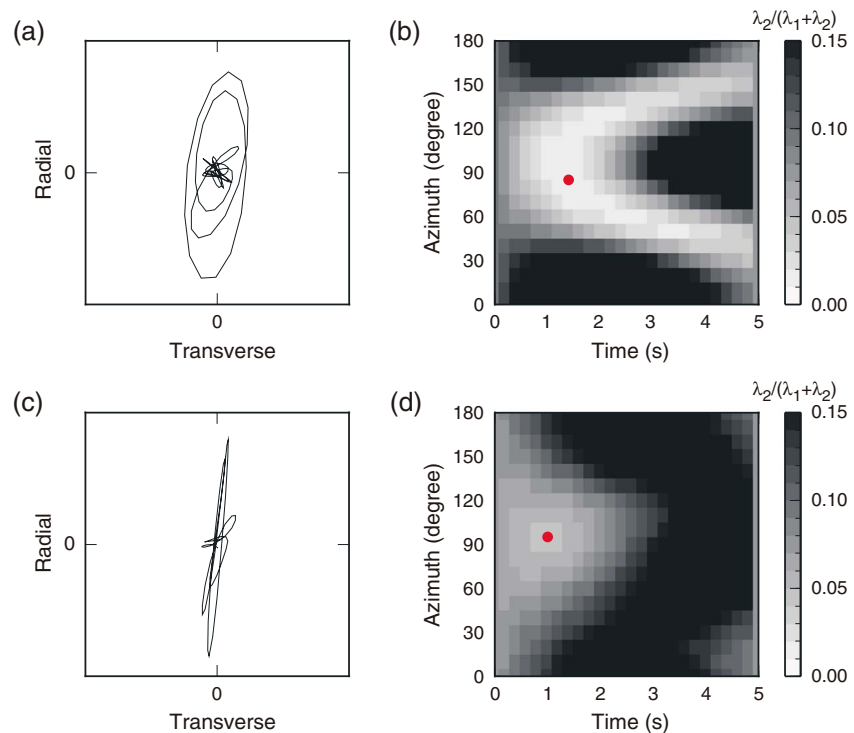 (a)
Radial
0
0
Transverse
(b)
λ2/(λ1+λ2)
Azimuth (degree)
180
150
120
90
60
30
0
0 1 2 3 4 5
Time (s)
0.15
0.10
0.05
0.00
(c)
Radial
0
0
Transverse
(d)
λ2/(λ1+λ2)
Azimuth (degree)
180
150
120
90
60
30
0
0 1 2 3 4 5
Time (s)
0.15
0.10
0.05
0.00